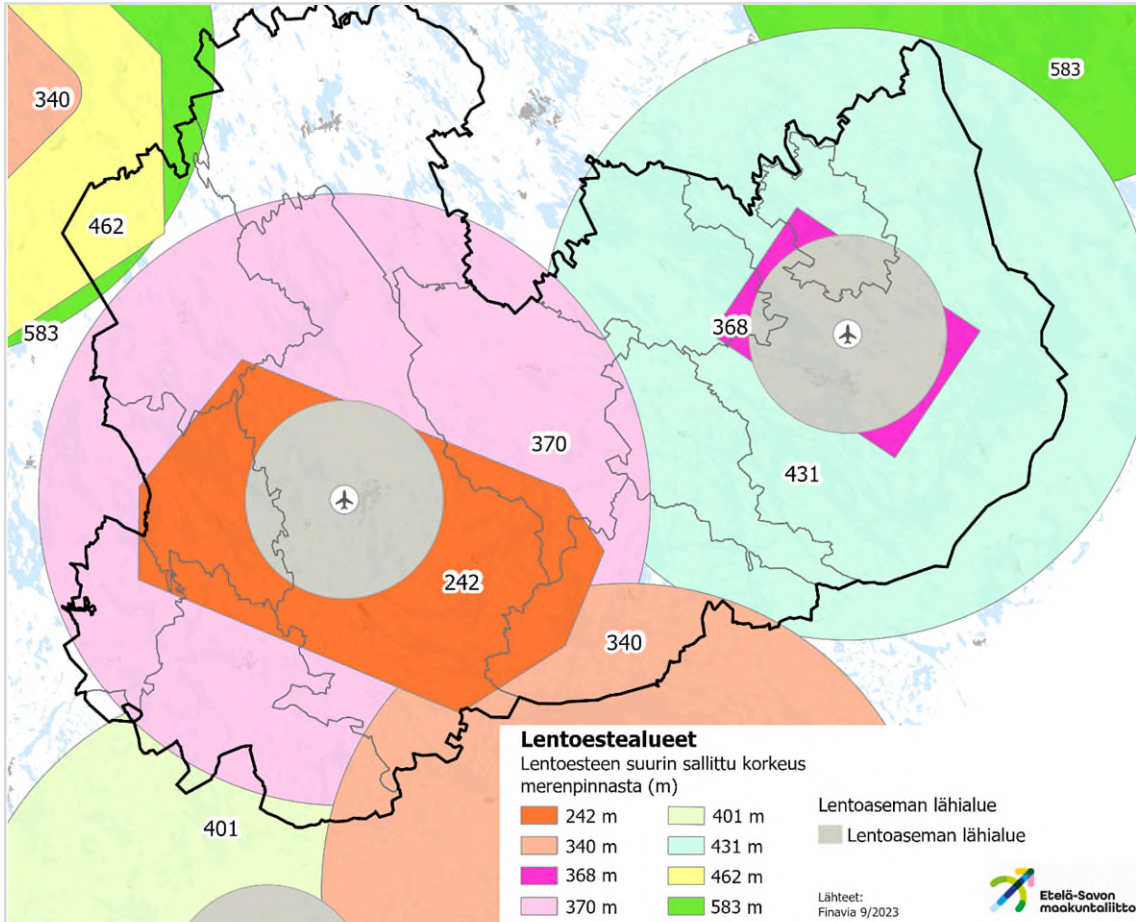 340
583
462
583
368
370
431
242
340
401
Lentoestealueet
Lentoesteen suurin sallittu korkeus
merenpinnasta (m)
242 m
340 m
368 m
370 m
401 m
431 m
462 m
583 m
Lentoaseman lähialue
Lentoaseman lähialue
Lähteet:
Finavia 9/2023
Etelä-Savon
maakuntaliitto